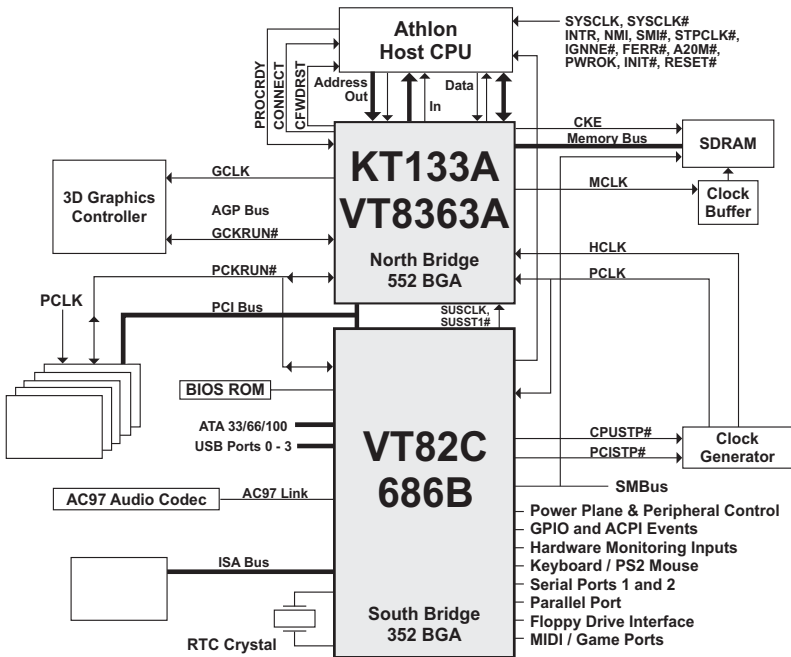 Athlon
Host CPU
SYSCLK, SYSCLK#
INTR, NMI, SMI#, STPCLK#,
IGNNE#, FERR#, A20M#,
PWROK, INIT#, RESET#
PROCRDY
CONNECT
CFWDRST
Address
Out
In
Data
CKE
Memory Bus
SDRAM
KT133A
VT8363A
North Bridge
552 BGA
3D Graphics
Controller
GCLK
AGP Bus
GCKRUN#
MCLK
Clock
Buffer
HCLK
PCLK
PCKRUN#
PCLK
PCI Bus
SUSCLK,
SUSST1#
BIOS ROM
ATA 33/66/100
USB Ports 0 - 3
VT82C
686B
CPUSTP#
PCISTP#
Clock
Generator
SMBus
AC97 Audio Codec
AC97 Link
Power Plane & Peripheral Control
GPIO and ACPI Events
Hardware Monitoring Inputs
Keyboard / PS2 Mouse
Serial Ports 1 and 2
Parallel Port
Floppy Drive Interface
MIDI / Game Ports
ISA Bus
RTC Crystal
South Bridge
352 BGA